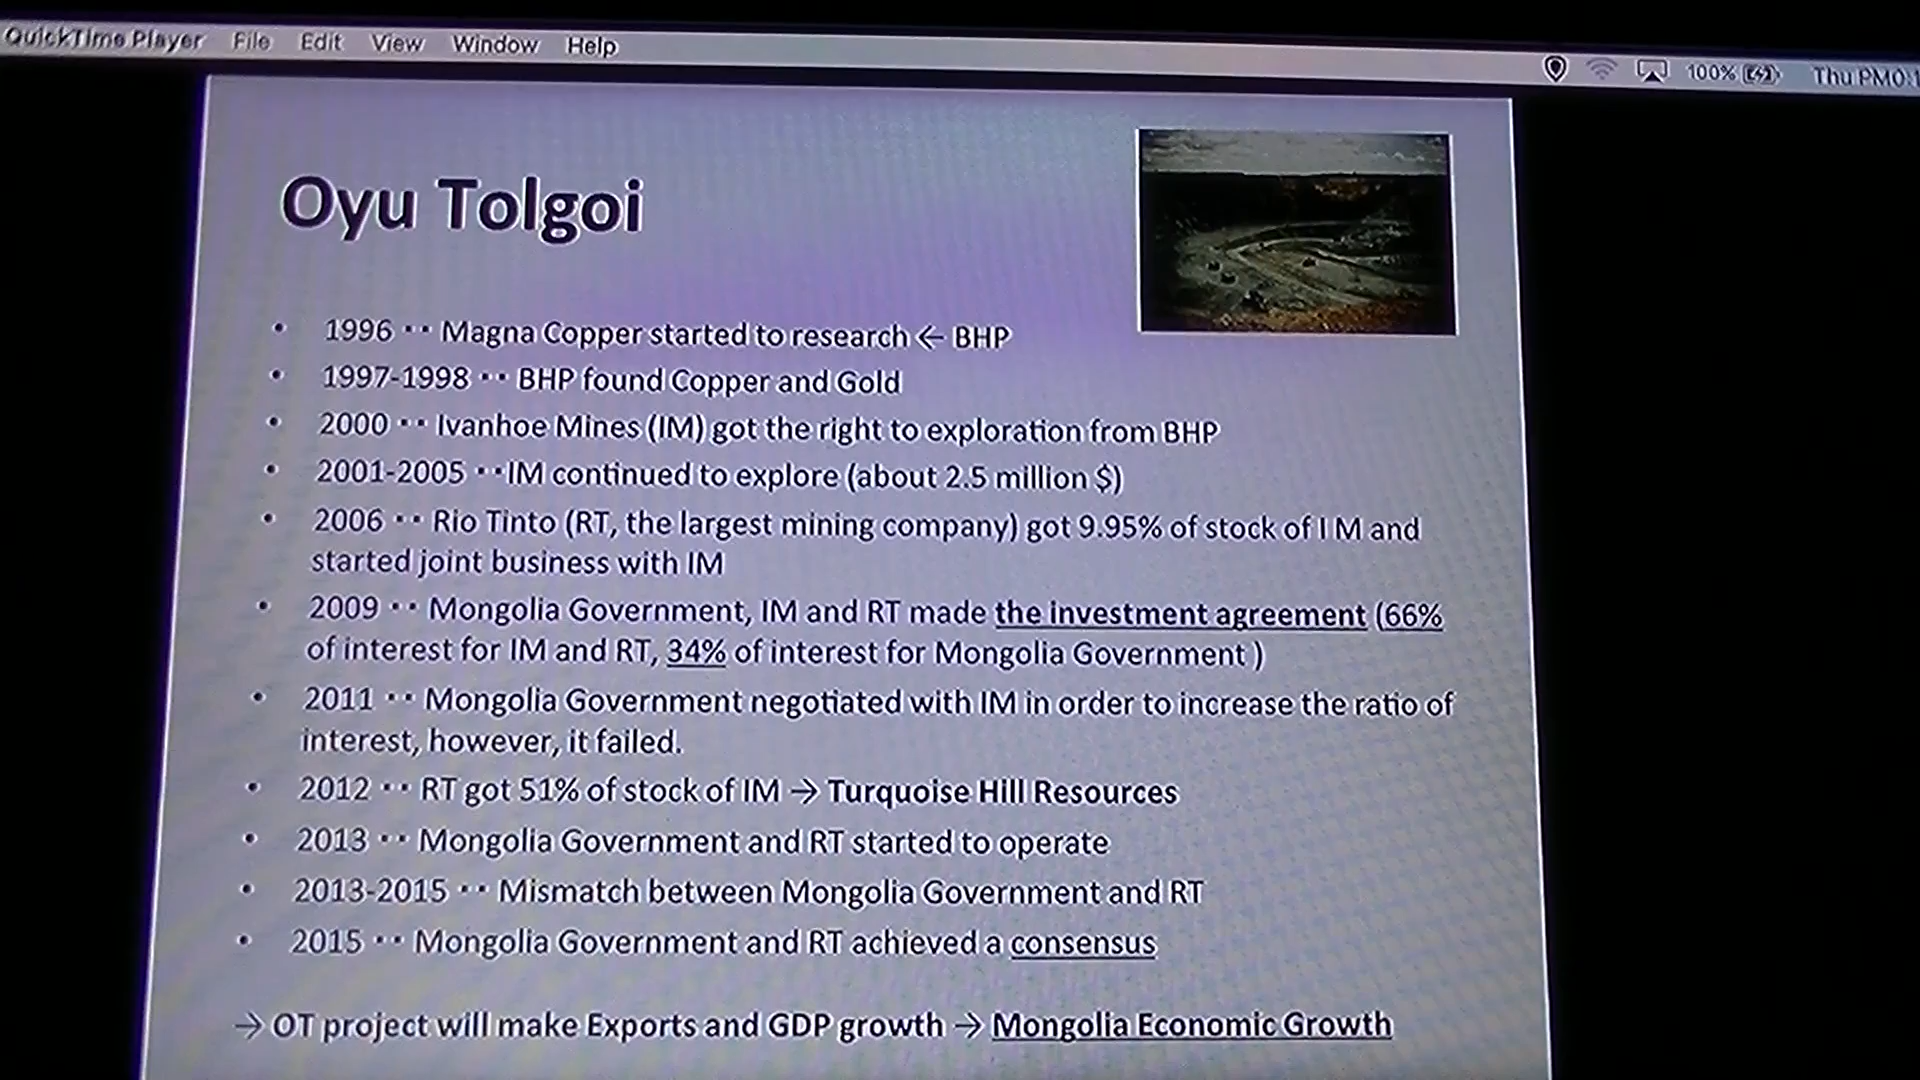 QuickTime Player File Edit View Window Help
100% Thu PM0:1
Oyu Tolgoi
• 1996 ・・ Magna Copper started to research ← BHP
• 1997-1998 ・・ BHP found Copper and Gold
• 2000 ・・ Ivanhoe Mines (IM) got the right to exploration from BHP
• 2001-2005 ・・IM continued to explore (about 2.5 million $)
• 2006 ・・ Rio Tinto (RT, the largest mining company) got 9.95% of stock of I M and
started joint business with IM
• 2009 ・・ Mongolia Government, IM and RT made the investment agreement (66%
of interest for IM and RT, 34% of interest for Mongolia Government )
• 2011 ・・ Mongolia Government negotiated with IM in order to increase the ratio of
interest, however, it failed.
• 2012 ・・ RT got 51% of stock of IM → Turquoise Hill Resources
• 2013 ・・ Mongolia Government and RT started to operate
• 2013-2015 ・・ Mismatch between Mongolia Government and RT
• 2015 ・・ Mongolia Government and RT achieved a consensus
→ OT project will make Exports and GDP growth → Mongolia Economic Growth